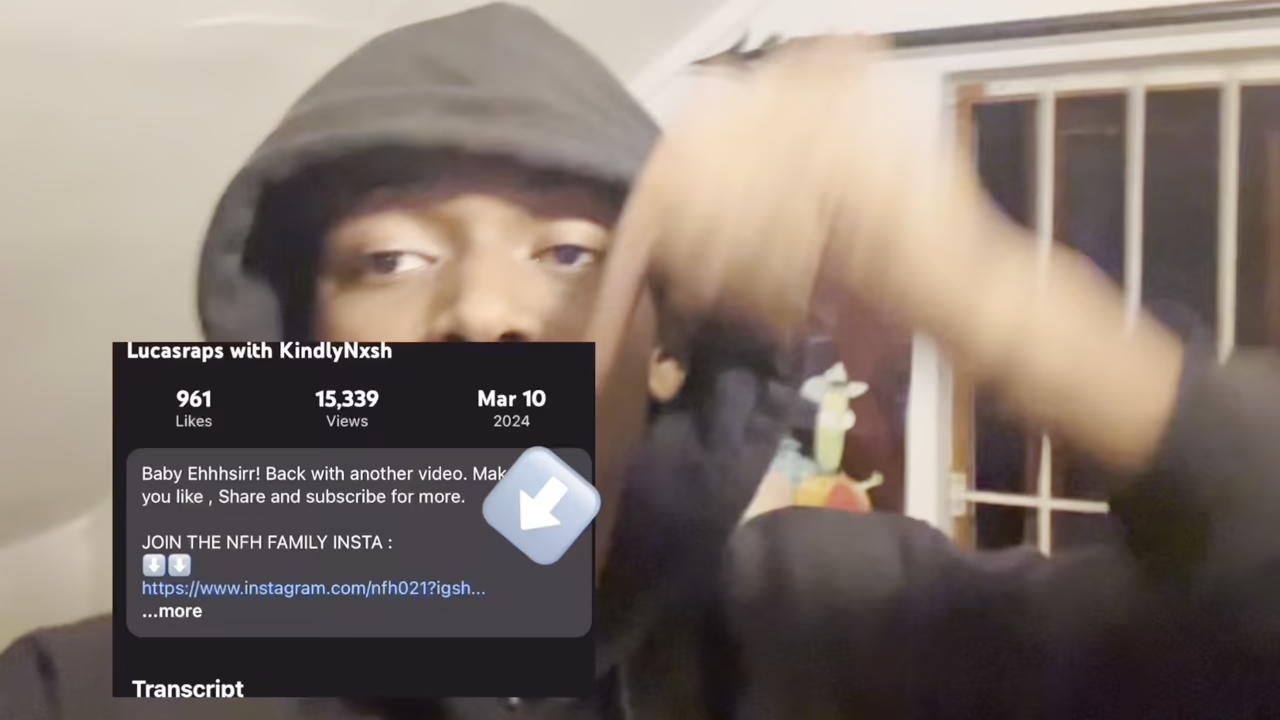 Lucasraps with KindlyNxsh
961 15,339 Mar 10
Likes Views 2024
Baby Ehhhsirr! Back with another video. Mak
you like , Share and subscribe for more.
JOIN THE NFH FAMILY INSTA :
⬇️⬇️
https://www.instagram.com/nfh021?igsh...
...more
Transcript